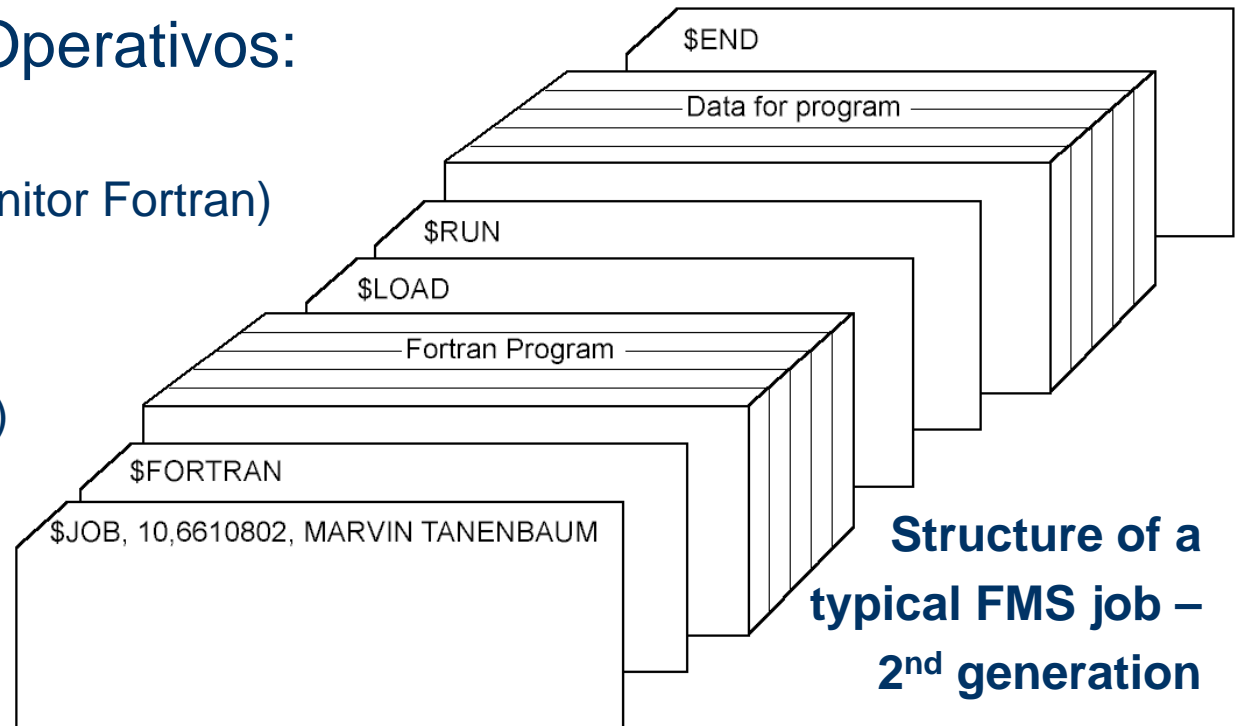 Operativos:
nitor Fortran)
)
$END
Data for program
$RUN
$LOAD
Fortran Program
$FORTRAN
$JOB, 10,6610802, MARVIN TANENBAUM
Structure of a
typical FMS job –
2nd generation